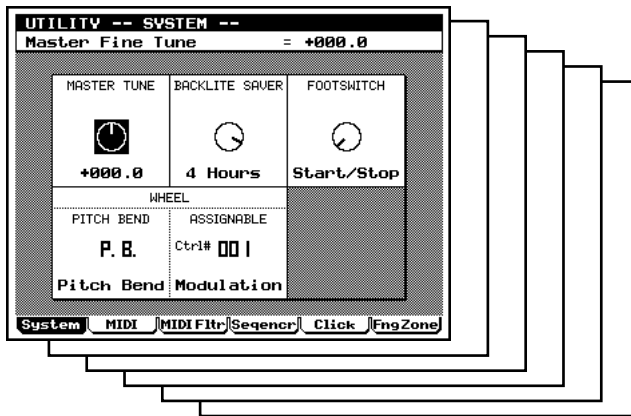 UTILITY -- SYSTEM --
Master Fine Tune = +000.0
MASTER TUNE BACKLITE SAVER FOOTSWITCH
+000.0 4 Hours Start/Stop
WHEEL
PITCH BEND ASSIGNABLE
P. B. Ctrl# 001
Pitch Bend Modulation
System MIDI MIDI Fltr Seqencr Click FngZone